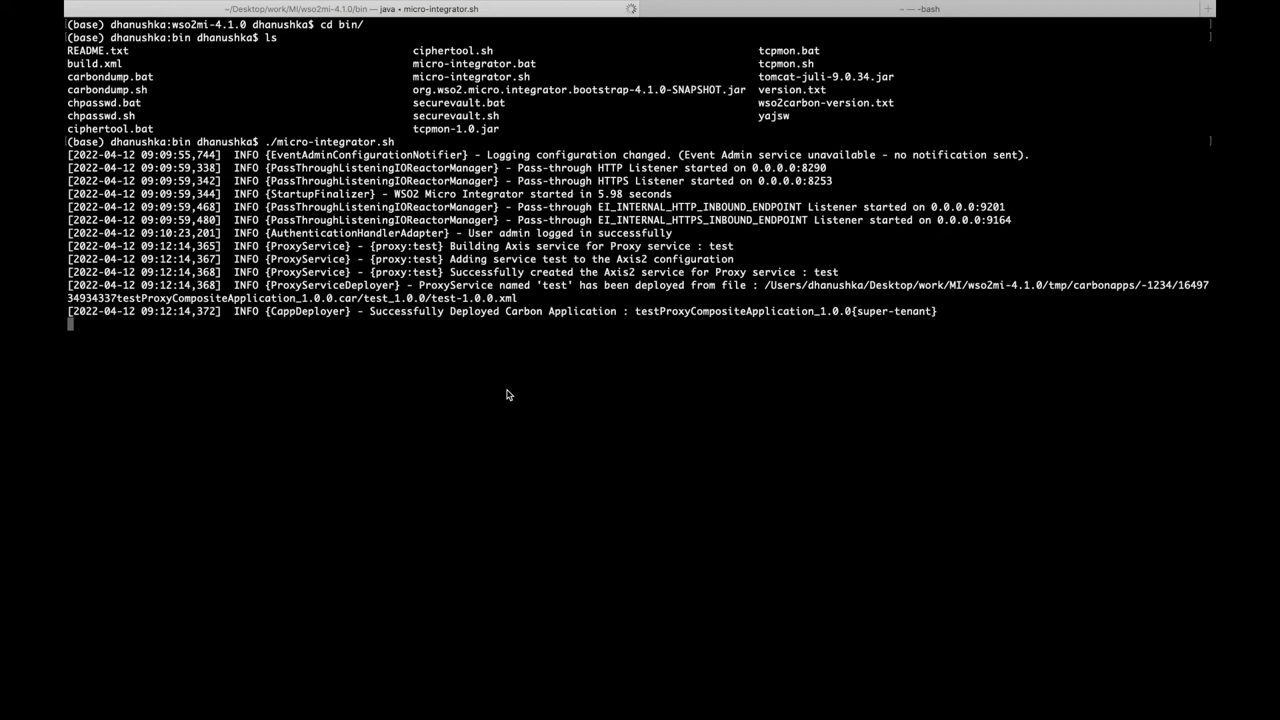 ~/Desktop/work/MI/wso2mi-4.1.0/bin — java • micro-integrator.sh
~ — -bash
(base) dhanushka:wso2mi-4.1.0 dhanushka$ cd bin/
(base) dhanushka:bin dhanushka$ ls
README.txt ciphertool.sh tcpmon.bat
build.xml micro-integrator.bat tcpmon.sh
carbondump.bat micro-integrator.sh tomcat-juli-9.0.34.jar
carbondump.sh org.wso2.micro.integrator.bootstrap-4.1.0-SNAPSHOT.jar version.txt
chpasswd.bat securevault.bat wso2carbon-version.txt
chpasswd.sh securevault.sh yajsw
ciphertool.bat tcpmon-1.0.jar
(base) dhanushka:bin dhanushka$ ./micro-integrator.sh
[2022-04-12 09:09:55,744] INFO {EventAdminConfigurationNotifier} - Logging configuration changed. (Event Admin service unavailable - no notification sent).
[2022-04-12 09:09:59,338] INFO {PassThroughListeningIOReactorManager} - Pass-through HTTP Listener started on 0.0.0.0:8290
[2022-04-12 09:09:59,342] INFO {PassThroughListeningIOReactorManager} - Pass-through HTTPS Listener started on 0.0.0.0:8253
[2022-04-12 09:09:59,344] INFO {StartupFinalizer} - WSO2 Micro Integrator started in 5.98 seconds
[2022-04-12 09:09:59,468] INFO {PassThroughListeningIOReactorManager} - Pass-through EI_INTERNAL_HTTP_INBOUND_ENDPOINT Listener started on 0.0.0.0:9201
[2022-04-12 09:09:59,480] INFO {PassThroughListeningIOReactorManager} - Pass-through EI_INTERNAL_HTTPS_INBOUND_ENDPOINT Listener started on 0.0.0.0:9164
[2022-04-12 09:10:23,201] INFO {AuthenticationHandlerAdapter} - User admin logged in successfully
[2022-04-12 09:12:14,365] INFO {ProxyService} - {proxy:test} Building Axis service for Proxy service : test
[2022-04-12 09:12:14,367] INFO {ProxyService} - {proxy:test} Adding service test to the Axis2 configuration
[2022-04-12 09:12:14,368] INFO {ProxyService} - {proxy:test} Successfully created the Axis2 service for Proxy service : test
[2022-04-12 09:12:14,368] INFO {ProxyServiceDeployer} - ProxyService named 'test' has been deployed from file : /Users/dhanushka/Desktop/work/MI/wso2mi-4.1.0/tmp/carbonapps/-1234/16497
34934337testProxyCompositeApplication_1.0.0.car/test_1.0.0/test-1.0.0.xml
[2022-04-12 09:12:14,372] INFO {CappDeployer} - Successfully Deployed Carbon Application : testProxyCompositeApplication_1.0.0{super-tenant}